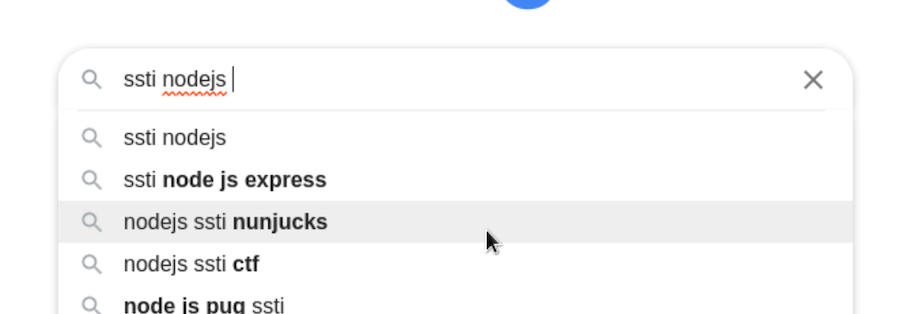 ssti nodejs
ssti nodejs
ssti node js express
nodejs ssti nunjucks
nodejs ssti ctf
node js pug ssti